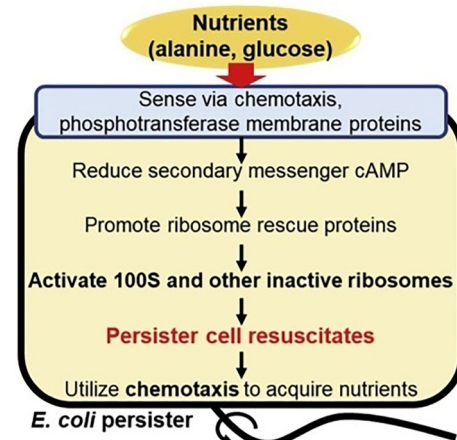 Nutrients
(alanine, glucose)
Sense via chemotaxis,
phosphotransferase membrane proteins
Reduce secondary messenger cAMP
Promote ribosome rescue proteins
Activate 100S and other inactive ribosomes
Persister cell resuscitates
Utilize chemotaxis to acquire nutrients
E. coli persister